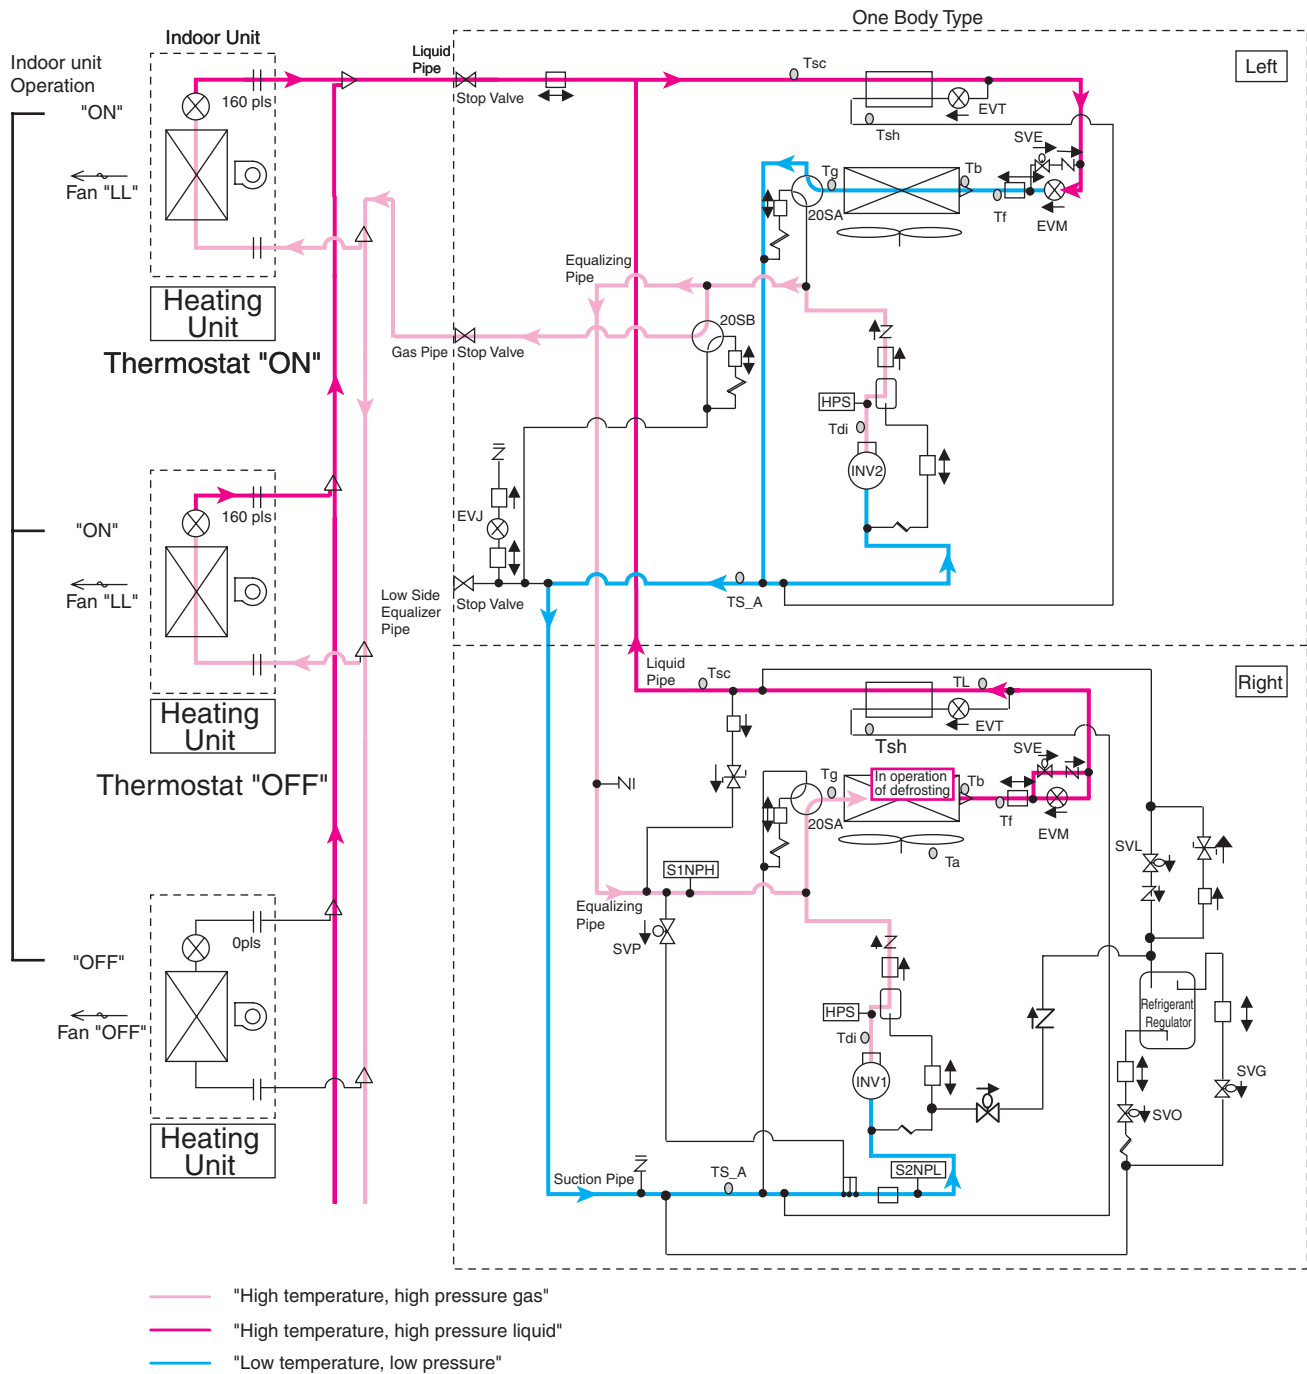 One Body Type
Indoor Unit
Indoor unit
Operation
"ON"
160 pls
Fan "LL"
Heating
Unit
Thermostat "ON"
"ON"
160 pls
Fan "LL"
Heating
Unit
Thermostat "OFF"
"OFF"
0pls
Fan "OFF"
Heating
Unit
Liquid
Pipe
Stop Valve
Tsc
Left
EVT
Tsh
SVE
Tg
Tb
20SA
Tf
EVM
Equalizing
Pipe
20SB
Gas Pipe
Stop Valve
HPS
Tdi
INV2
EVJ
Low Side
Equalizer
Pipe
Stop Valve
TS_A
Liquid
Pipe
Tsc
TL
Right
EVT
Tsh
SVE
Tg
In operation
of defrosting
Tb
20SA
Tf
EVM
Ta
SVL
S1NPH
Equalizing
Pipe
SVP
HPS
Tdi
INV1
Refrigerant
Regulator
SVG
SVO
Suction Pipe
TS_A
S2NPL
"High temperature, high pressure gas"
"High temperature, high pressure liquid"
"Low temperature, low pressure"